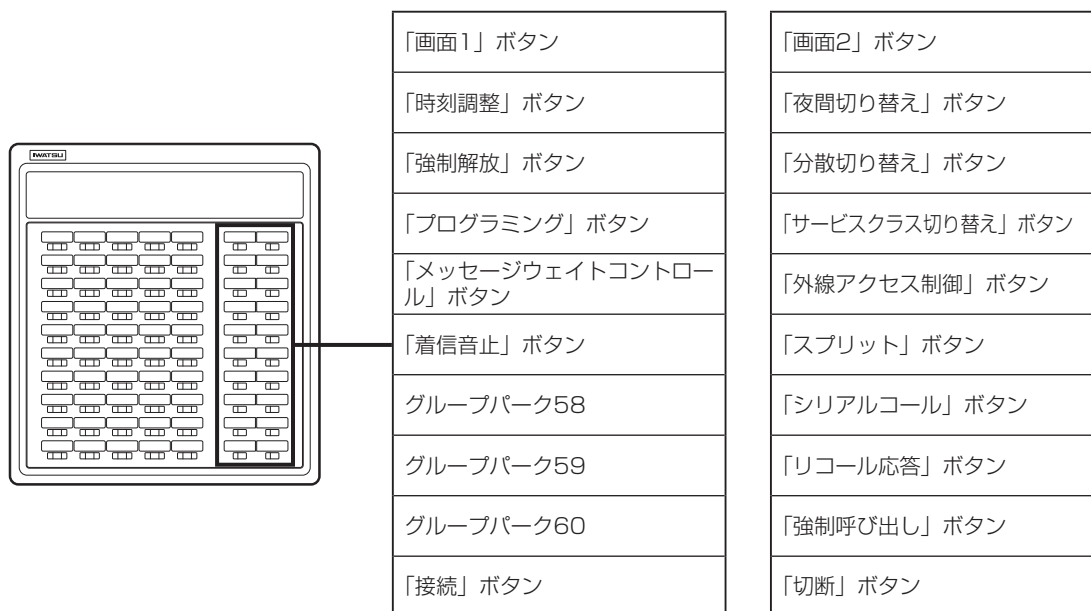 IWATSU
「画面1」ボタン
「時刻調整」ボタン
「強制解放」ボタン
「プログラミング」ボタン
「メッセージウェイトコントロー
ル」ボタン
「着信音止」ボタン
グループパーク58
グループパーク59
グループパーク60
「接続」ボタン
「画面2」ボタン
「夜間切り替え」ボタン
「分散切り替え」ボタン
「サービスクラス切り替え」ボタン
「外線アクセス制御」ボタン
「スプリット」ボタン
「シリアルコール」ボタン
「リコール応答」ボタン
「強制呼び出し」ボタン
「切断」ボタン